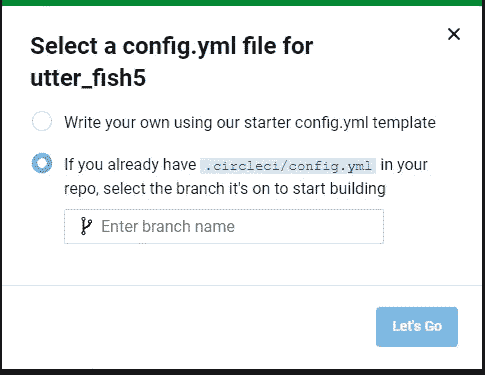 Select a config.yml file for
utter_fish5
Write your own using our starter config.yml template
If you already have .circleci/config.yml in your
repo, select the branch it's on to start building
Enter branch name
Let's Go